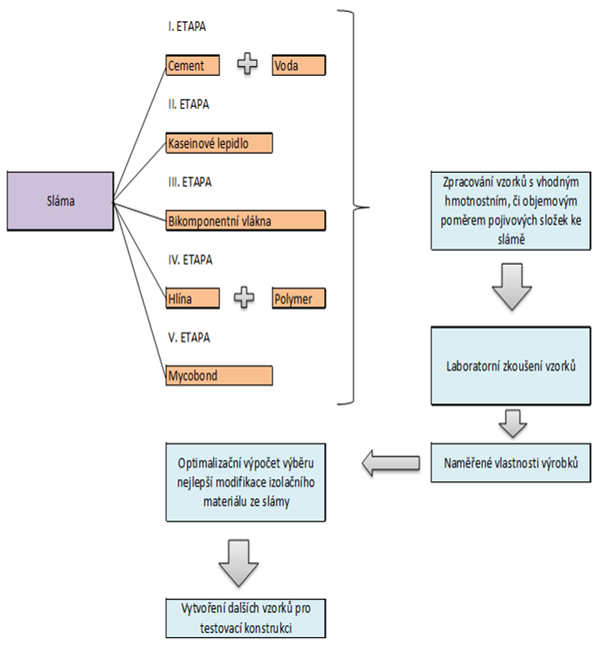 I. ETAPA
Cement
Voda
II. ETAPA
Kaseinové lepidlo
III. ETAPA
Sláma
Bikomponentní vlákna
IV. ETAPA
Hlína
Polymer
V. ETAPA
Mycobond
Zpracování vzorků s vhodným
hmotnostním, či objemovým
poměrem pojivových složek ke
slámě
Laboratorní zkoušení vzorků
Naměřené vlastnosti výrobků
Optimalizační výpočet výběru
nejlepší modifikace izolačního
materiálu ze slámy
Vytvoření dalších vzorků pro
testovací konstrukci